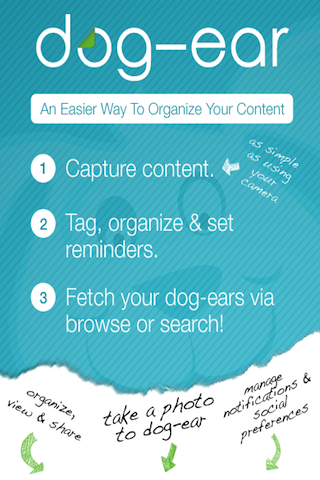 dog-ear
An Easier Way To Organize Your Content
1 Capture content.
as simple
as using
your
camera
2 Tag, organize & set
reminders.
3 Fetch your dog-ears via
browse or search!
organize,
view & share
take a photo
to dog-ear
manage
notifications &
social
preferences